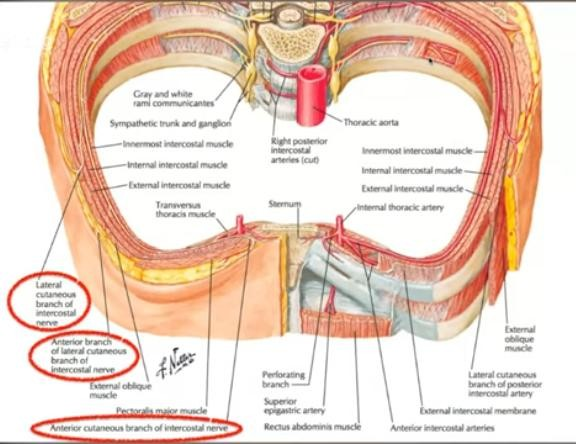 Gray and white
rami communicantes
Sympathetic trunk and ganglion
Innermost intercostal muscle
Internal intercostal muscle
External intercostal muscle
Transversus
thoracis muscle
Right posterior
intercostal
arteries (cut)
Sternum
Thoracic aorta
Innermost intercostal muscle
Internal intercostal muscle
External intercostal muscle
Internal thoracic artery
Lateral
cutaneous
branch of
intercostal
nerve
Anterior branch
of lateral cutaneous
branch of
intercostal nerve
External oblique
muscle
Pectoralis major muscle
Anterior cutaneous branch of intercostal nerve
Perforating
branch
Superior
epigastric artery
Rectus abdominis muscle
External
oblique
muscle
Lateral cutaneous
branch of posterior
intercostal artery
External intercostal membrane
Anterior intercostal arteries